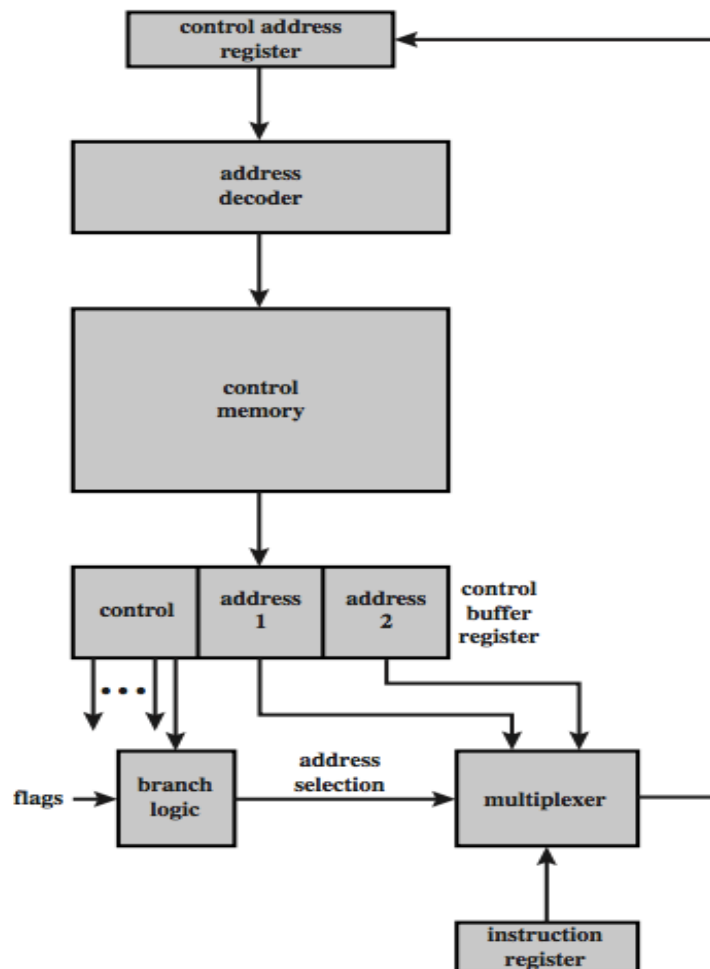 control address
register
address
decoder
control
memory
control
address
1
address
2
control
buffer
register
flags
branch
logic
address
selection
multiplexer
instruction
register